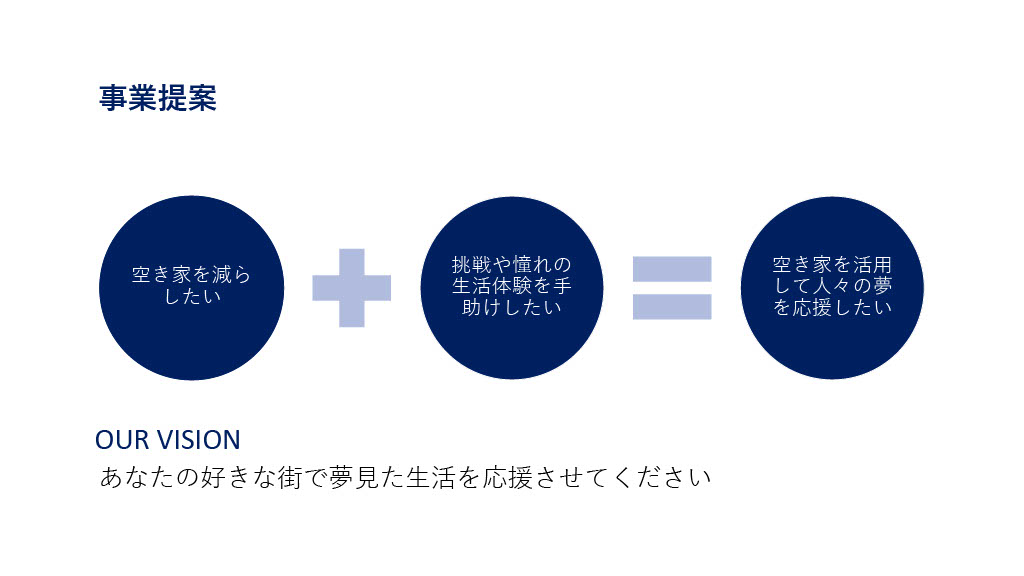 事業提案
空き家を減ら
したい
挑戦や憧れの
生活体験を手
助けしたい
空き家を活用
して人々の夢
を応援したい
OUR VISION
あなたの好きな街で夢見た生活を応援させてください